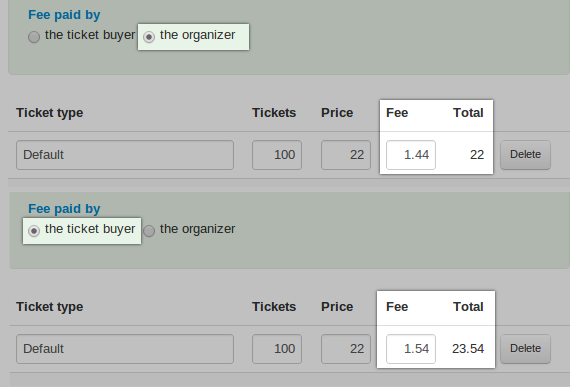 Fee paid by
the ticket buyer the organizer
Ticket type Tickets Price Fee Total
Default 100 22 1.44 22 Delete
Fee paid by
the ticket buyer the organizer
Ticket type Tickets Price Fee Total
Default 100 22 1.54 23.54 Delete